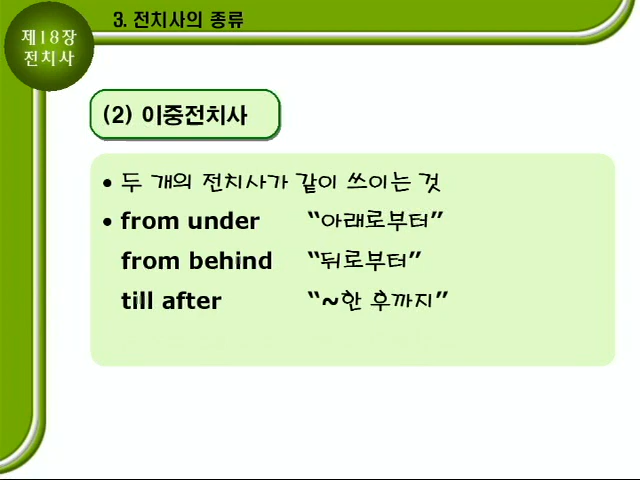 제18장
전치사
3. 전치사의 종류
(2) 이중전치사
• 두 개의 전치사가 같이 쓰이는 것
• from under “아래로부터”
from behind “뒤로부터”
till after “~한 후까지”